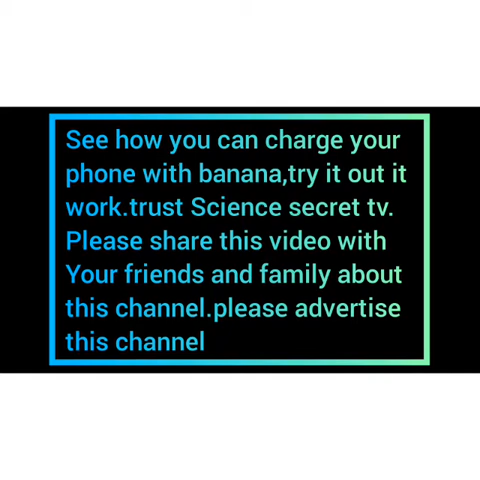 See how you can charge your
phone with banana,try it out it
work.trust Science secret tv.
Please share this video with
Your friends and family about
this channel.please advertise
this channel